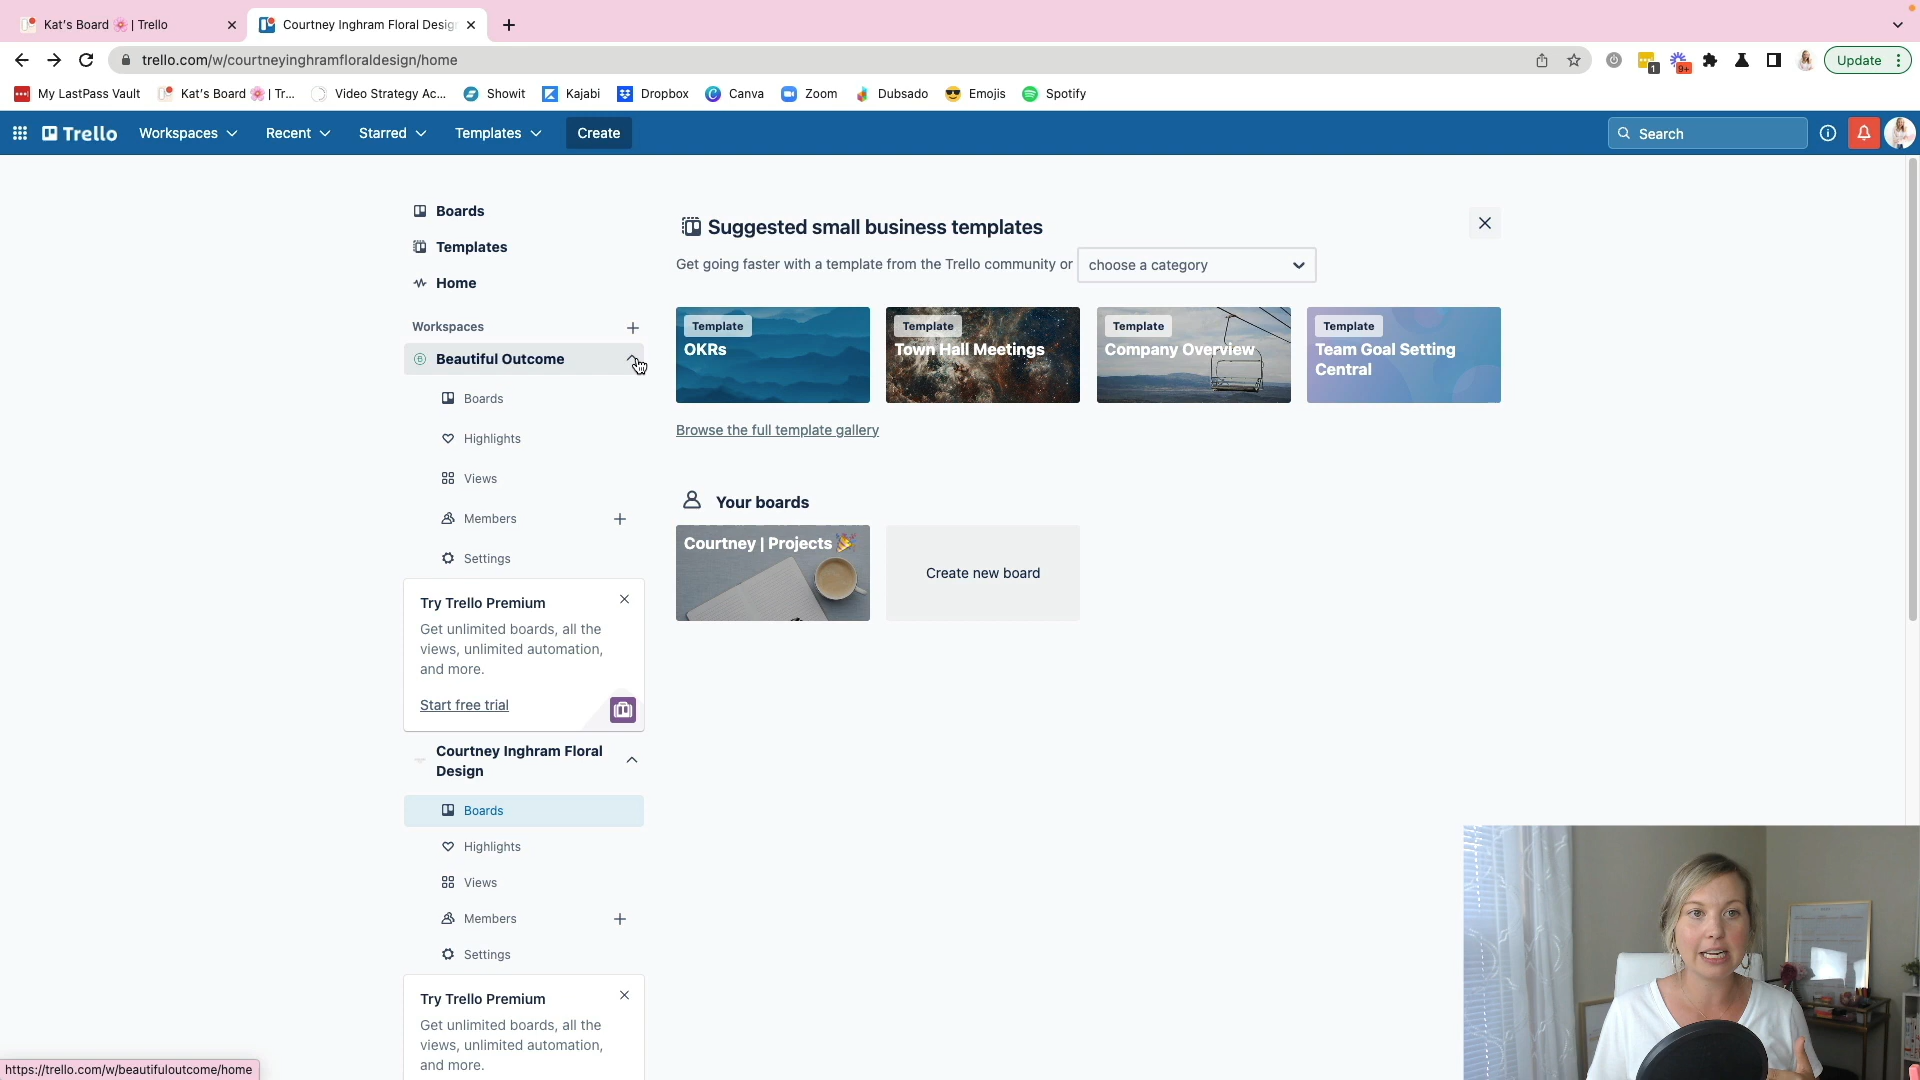 Kat's Board 🌸 | Trello
Courtney Inghram Floral Desig
trello.com/w/courtneyinghramfloraldesign/home
1
9+
Update
My LastPass Vault
Kat's Board 🌸 | Tr...
Video Strategy Ac...
Showit
Kajabi
Dropbox
Canva
Zoom
Dubsado
Emojis
Spotify
Trello
Workspaces
Recent
Starred
Templates
Create
Search
Boards
Templates
Home
Workspaces
Beautiful Outcome
Boards
Highlights
Views
Members
Settings
Try Trello Premium
Get unlimited boards, all the
views, unlimited automation,
and more.
Start free trial
Courtney Inghram Floral
Design
Boards
Highlights
Views
Members
Settings
Try Trello Premium
Get unlimited boards, all the
views, unlimited automation,
and more.
Suggested small business templates
Get going faster with a template from the Trello community or
choose a category
Template
OKRs
Template
Town Hall Meetings
Template
Company Overview
Template
Team Goal Setting
Central
Browse the full template gallery
Your boards
Courtney | Projects 🎉
Create new board
https://trello.com/w/beautifuloutcome/home